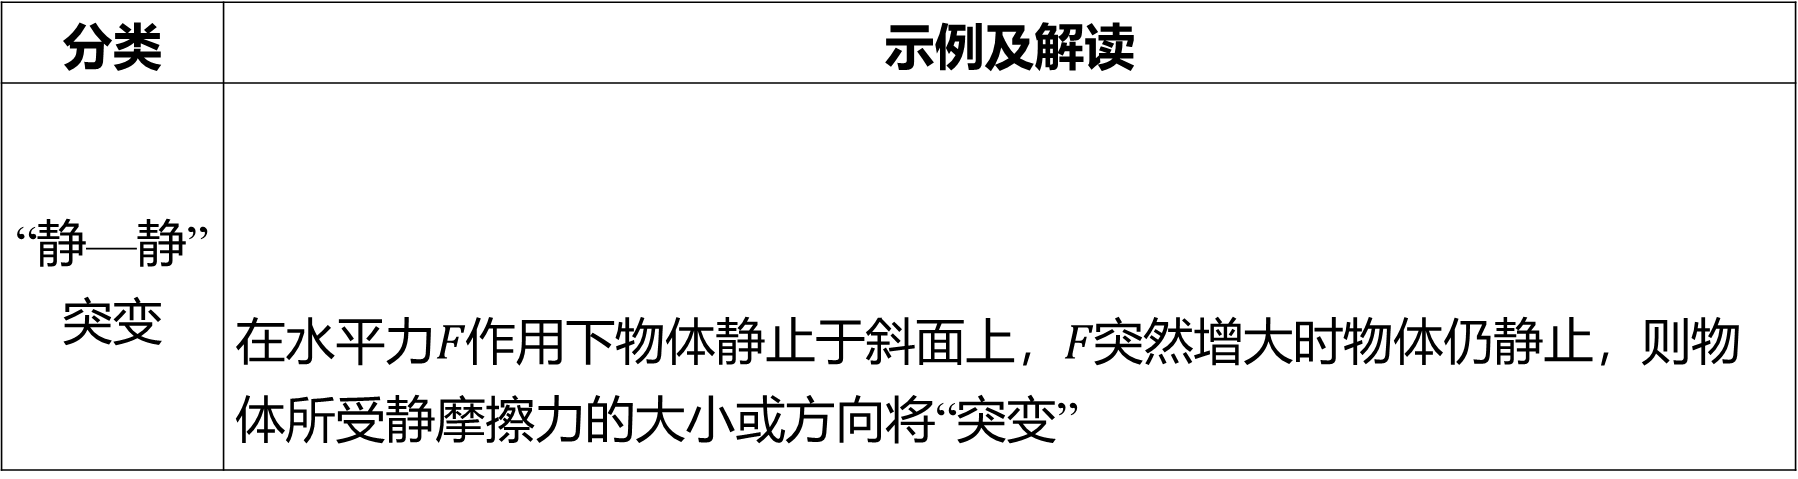 分类 示例及解读
“静—静”
突变
在水平力F作用下物体静止于斜面上，F突然增大时物体仍静止，则物
体所受静摩擦力的大小或方向将“突变”